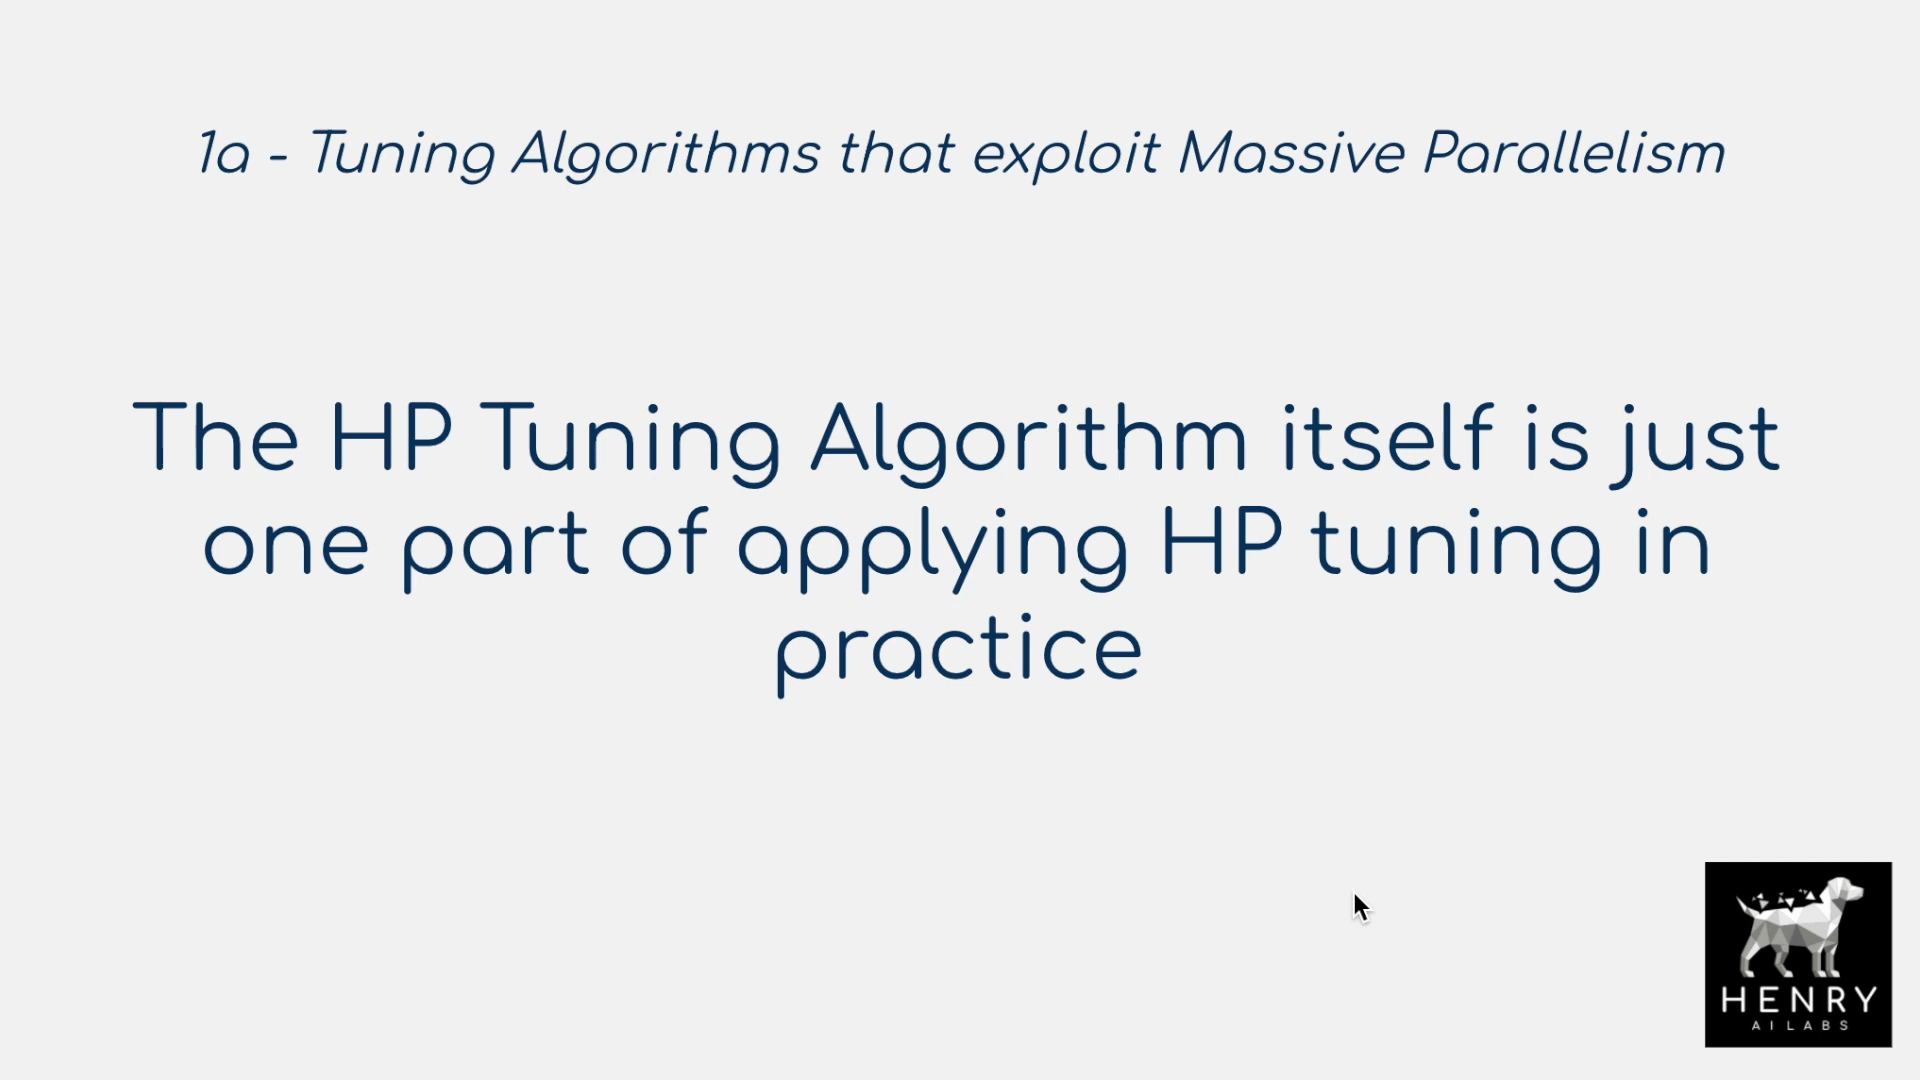 1a - Tuning Algorithms that exploit Massive Parallelism
The HP Tuning Algorithm itself is just
one part of applying HP tuning in
practice
HENRY
AI LABS